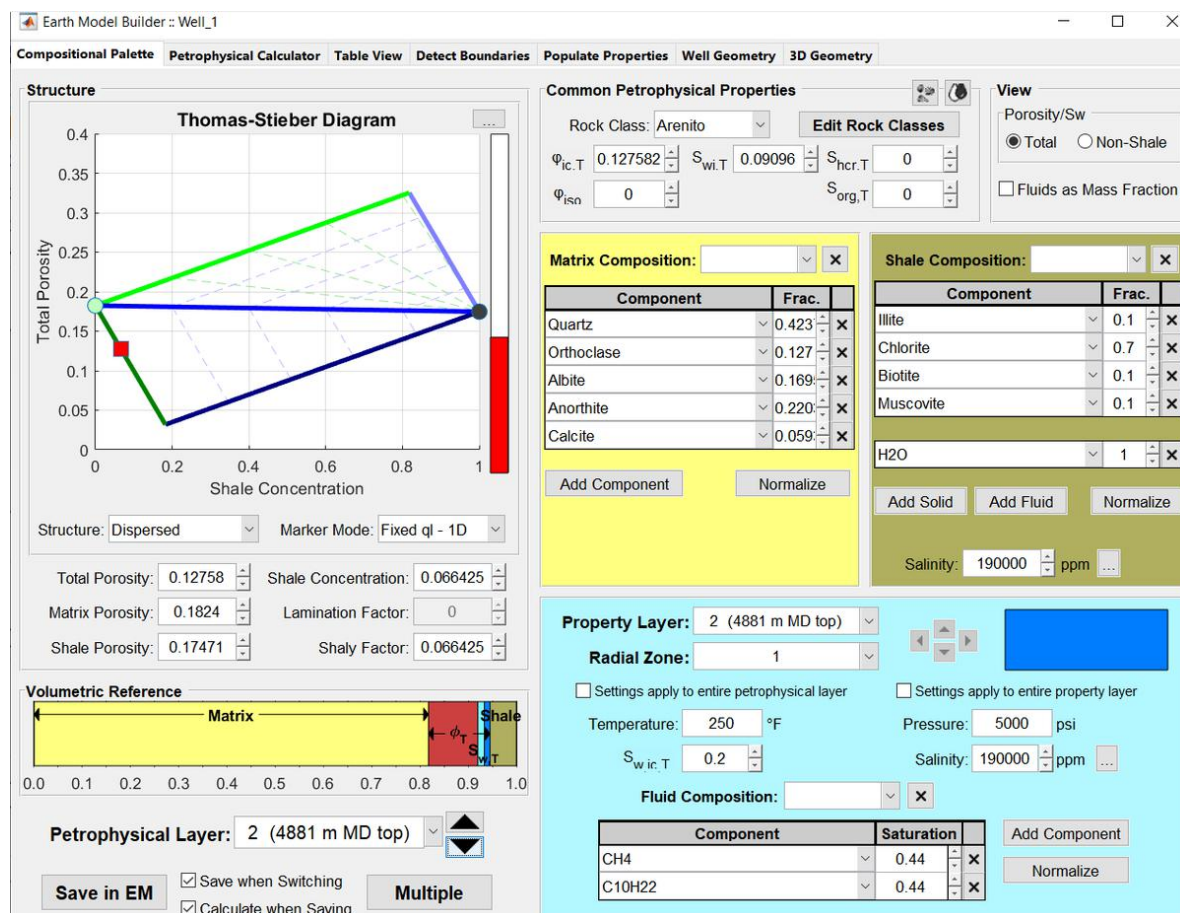 Earth Model Builder :: Well_1
Compositional Palette Petrophysical Calculator Table View Detect Boundaries Populate Properties Well Geometry 3D Geometry
Structure
Thomas-Stieber Diagram
...
0.4
0.35
0.3
0.25
0.2
0.15
0.1
0.05
0
Total Porosity
0 0.2 0.4 0.6 0.8 1
Shale Concentration
Structure: Dispersed Marker Mode: Fixed ql - 1D
Total Porosity: 0.12758 Shale Concentration: 0.066425
Matrix Porosity: 0.1824 Lamination Factor: 0
Shale Porosity: 0.17471 Shaly Factor: 0.066425
Volumetric Reference
Matrix ϕT Sw,T Shale
0.0 0.1 0.2 0.3 0.4 0.5 0.6 0.7 0.8 0.9 1.0
Petrophysical Layer: 2 (4881 m MD top)
Save in EM
Save when Switching
Calculate when Saving
Multiple
Common Petrophysical Properties
Rock Class: Arenito Edit Rock Classes
φic.T 0.127582 Swi.T 0.09096 Shcr.T 0
φiso 0 Sorg,T 0
View
Porosity/Sw
Total Non-Shale
Fluids as Mass Fraction
Matrix Composition:
Component Frac.
Quartz 0.423
Orthoclase 0.127
Albite 0.169
Anorthite 0.220
Calcite 0.059
Add Component Normalize
Shale Composition:
Component Frac.
Illite 0.1
Chlorite 0.7
Biotite 0.1
Muscovite 0.1
H2O 1
Add Solid Add Fluid Normalize
Salinity: 190000 ppm ...
Property Layer: 2 (4881 m MD top)
Radial Zone: 1
Settings apply to entire petrophysical layer Settings apply to entire property layer
Temperature: 250 °F Pressure: 5000 psi
Sw,ic,T 0.2 Salinity: 190000 ppm ...
Fluid Composition:
Component Saturation
CH4 0.44
C10H22 0.44
Add Component
Normalize